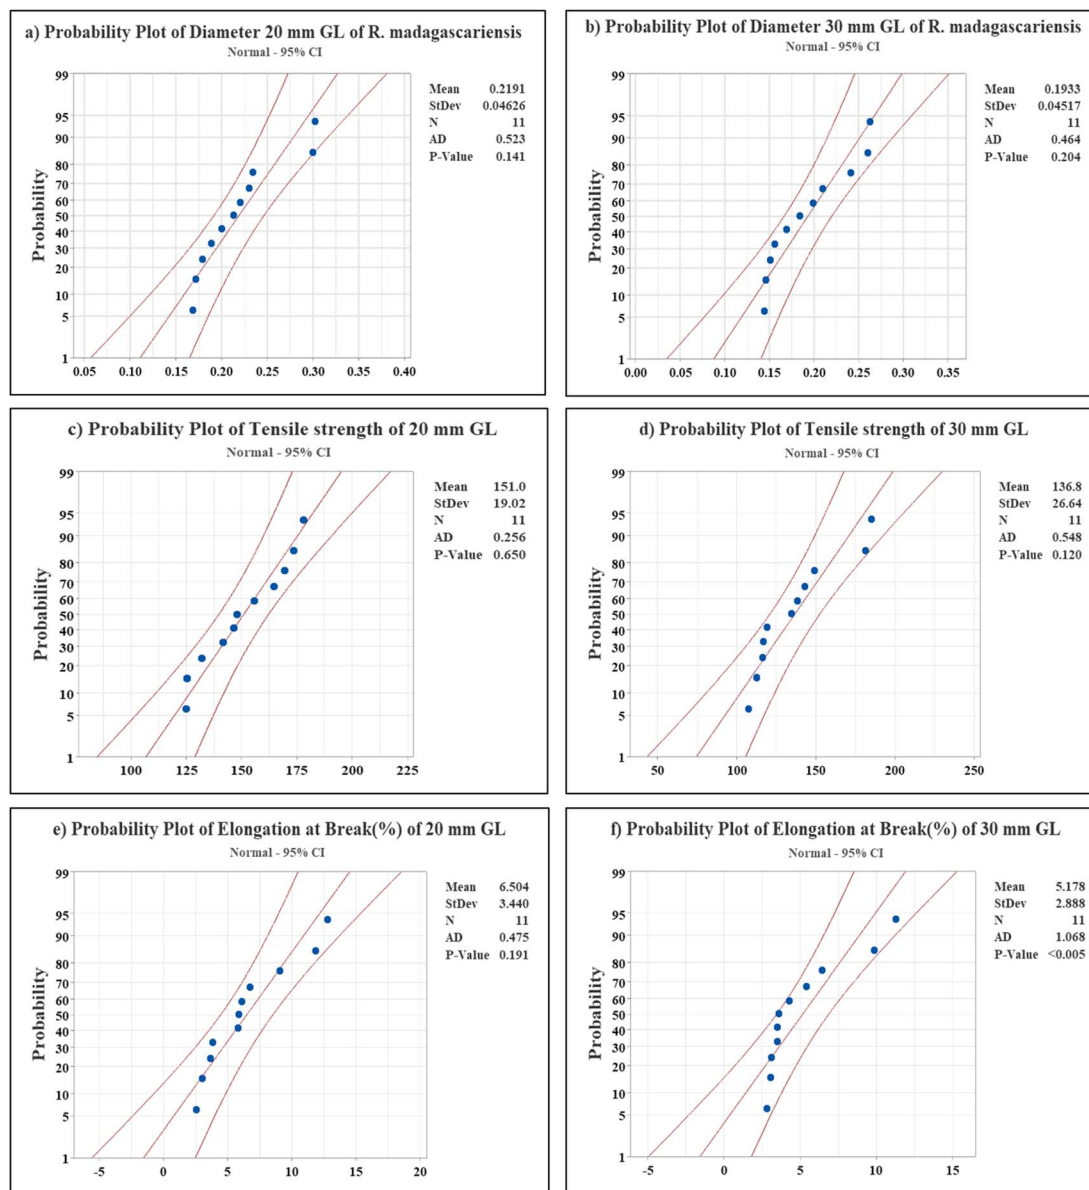 a) Probability Plot of Diameter 20 mm GL of R. madagascariensis
Normal - 95% CI
Mean 0.2191
StDev 0.04626
N 11
AD 0.523
P-Value 0.141
Probability
99
95
90
80
70
60
50
40
30
20
10
5
1
0.05 0.10 0.15 0.20 0.25 0.30 0.35 0.40
b) Probability Plot of Diameter 30 mm GL of R. madagascariensis
Normal - 95% CI
Mean 0.1933
StDev 0.04517
N 11
AD 0.464
P-Value 0.204
Probability
99
95
90
80
70
60
50
40
30
20
10
5
1
0.00 0.05 0.10 0.15 0.20 0.25 0.30 0.35
c) Probability Plot of Tensile strength of 20 mm GL
Normal - 95% CI
Mean 151.0
StDev 19.02
N 11
AD 0.256
P-Value 0.650
Probability
99
95
90
80
70
60
50
40
30
20
10
5
1
100 125 150 175 200 225
d) Probability Plot of Tensile strength of 30 mm GL
Normal - 95% CI
Mean 136.8
StDev 26.64
N 11
AD 0.548
P-Value 0.120
Probability
99
95
90
80
70
60
50
40
30
20
10
5
1
50 100 150 200 250
e) Probability Plot of Elongation at Break(%) of 20 mm GL
Normal - 95% CI
Mean 6.504
StDev 3.440
N 11
AD 0.475
P-Value 0.191
Probability
99
95
90
80
70
60
50
40
30
20
10
5
1
-5 0 5 10 15 20
f) Probability Plot of Elongation at Break(%) of 30 mm GL
Normal - 95% CI
Mean 5.178
StDev 2.888
N 11
AD 1.068
P-Value <0.005
Probability
99
95
90
80
70
60
50
40
30
20
10
5
1
-5 0 5 10 15